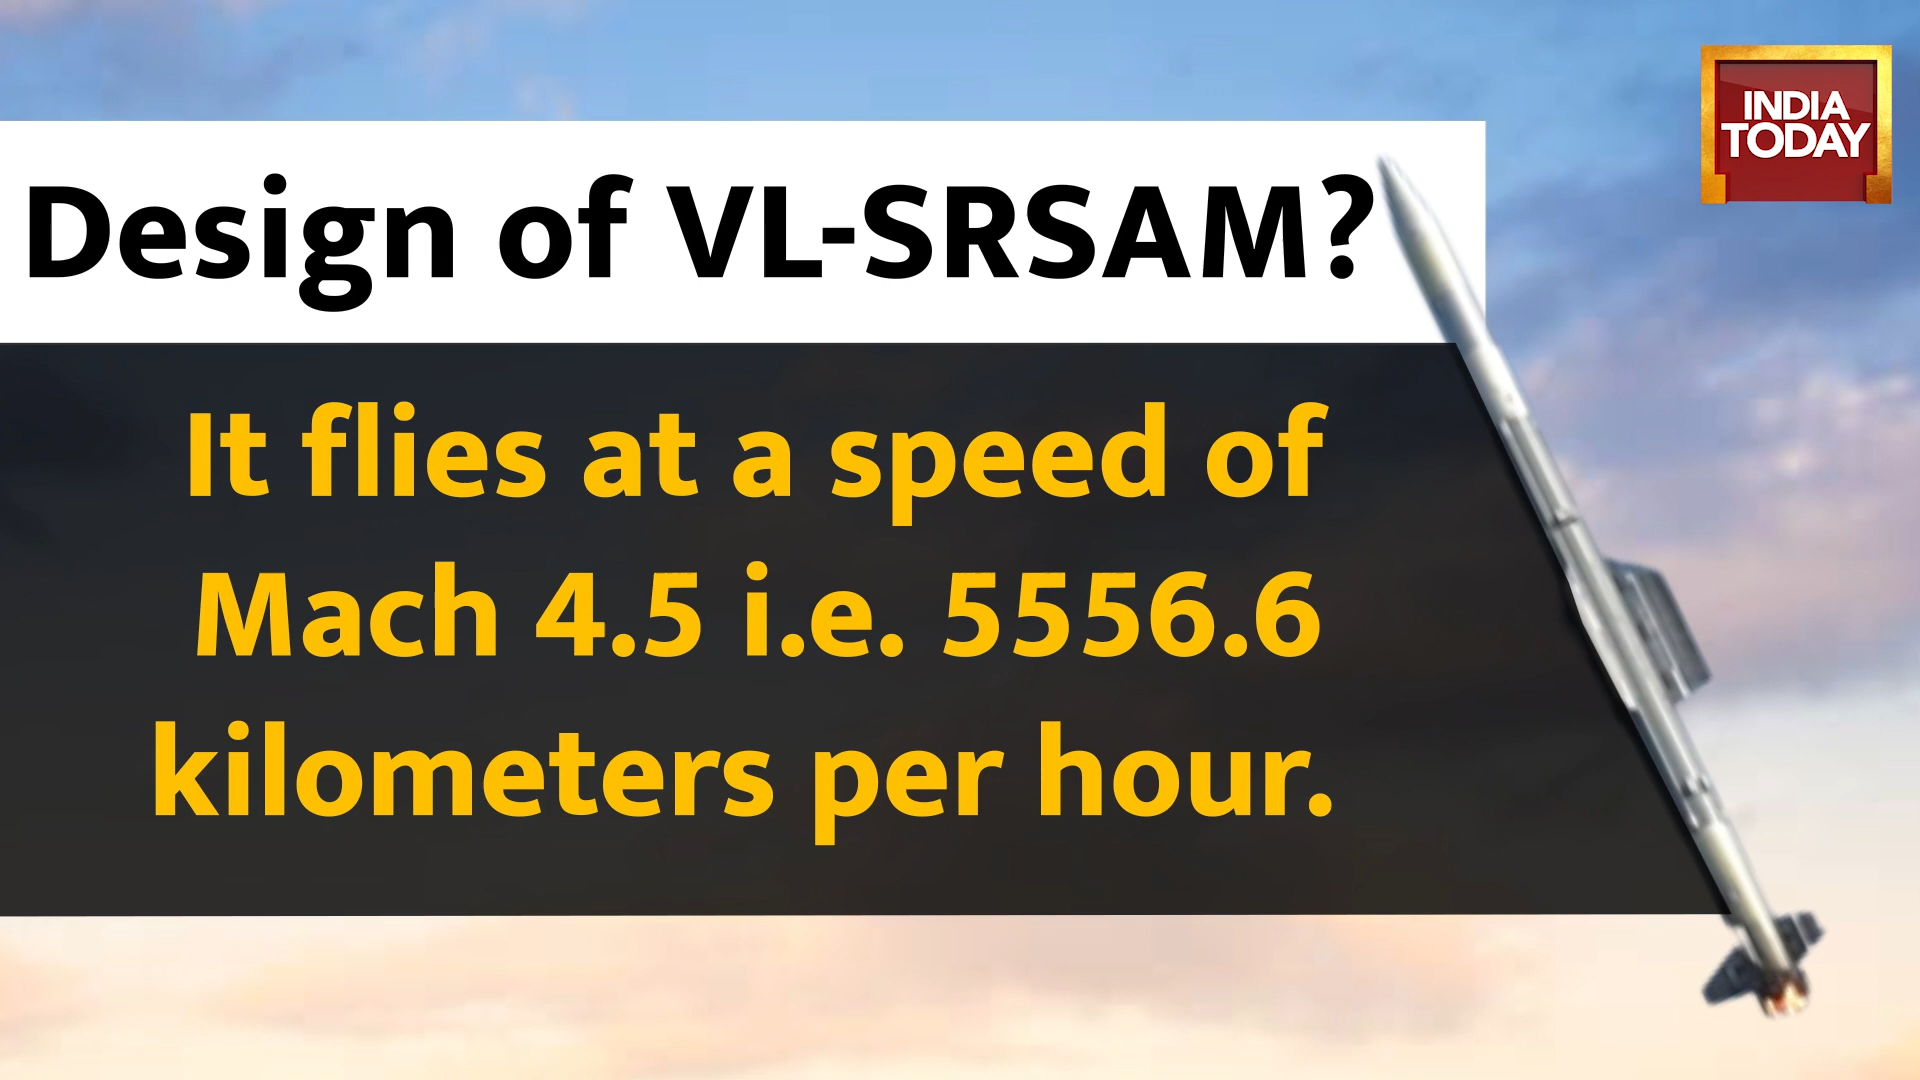 INDIA
TODAY
Design of VL-SRSAM?
It flies at a speed of
Mach 4.5 i.e. 5556.6
kilometers per hour.